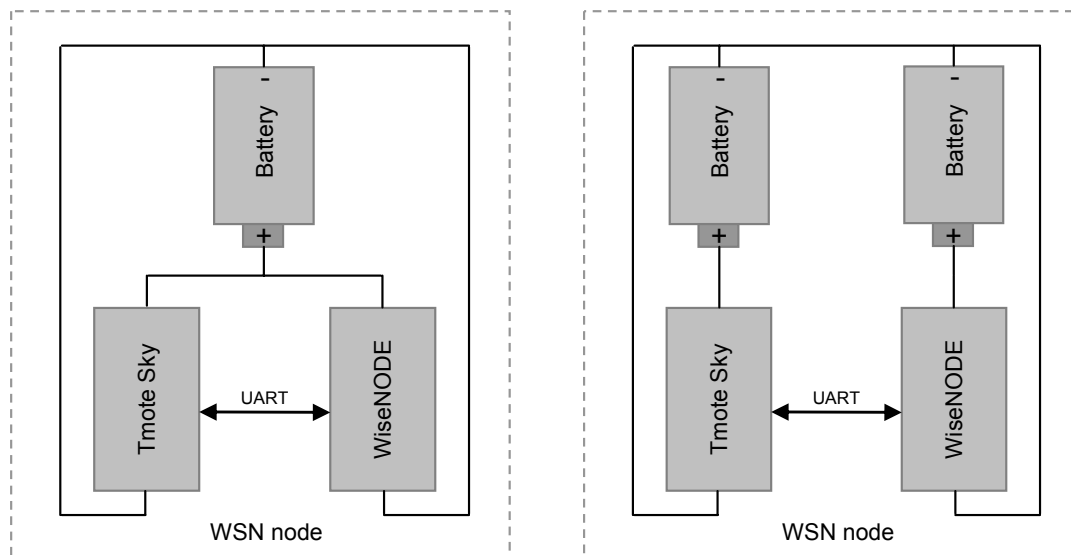 -
Battery
+
Tmote Sky
UART
WiseNODE
WSN node
-
Battery
+
-
Battery
+
Tmote Sky
UART
WiseNODE
WSN node